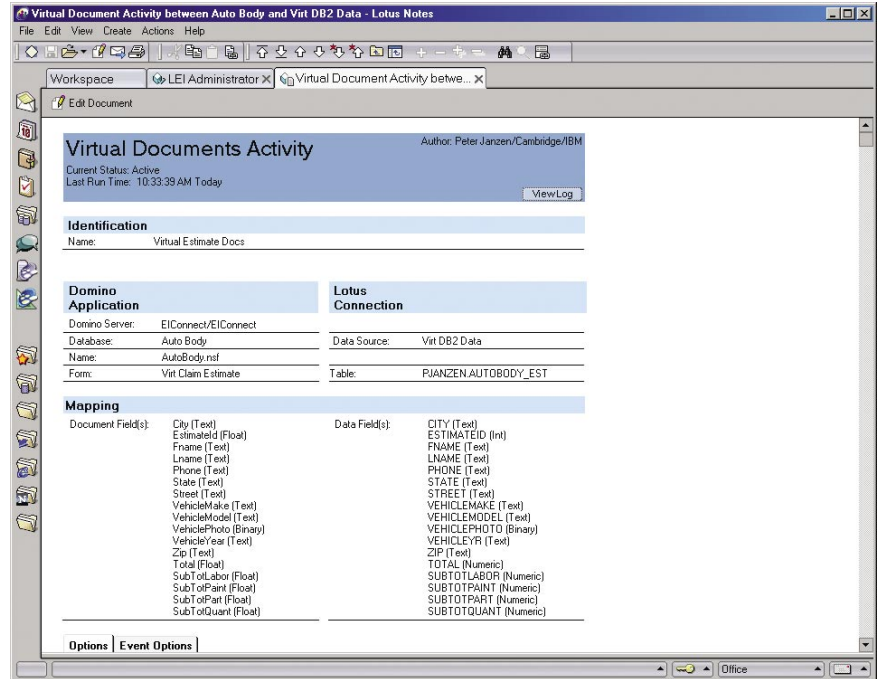 Virtual Document Activity between Auto Body and Virt DB2 Data - Lotus Notes
File Edit View Create Actions Help
Workspace LEI Administrator Virtual Document Activity betwe...
18
Edit Document
Virtual Documents Activity
Author: Peter Janzen/Cambridge/IBM
Current Status: Active
Last Run Time: 10:33:39 AM Today
View Log
Identification
Name: Virtual Estimate Docs
Domino Application
Lotus Connection
Domino Server: EIConnect/EIConnect
Database: Auto Body Data Source: Virt DB2 Data
Name: AutoBody.nsf
Form: Virt Claim Estimate Table: PJANZEN.AUTOBODY_EST
Mapping
Document Field(s): City (Text) Data Field(s): CITY (Text)
EstimateId (Float) ESTIMATEID (Int)
Fname (Text) FNAME (Text)
Lname (Text) LNAME (Text)
Phone (Text) PHONE (Text)
State (Text) STATE (Text)
Street (Text) STREET (Text)
VehicleMake (Text) VEHICLEMAKE (Text)
VehicleModel (Text) VEHICLEMODEL (Text)
VehiclePhoto (Binary) VEHICLEPHOTO (Binary)
VehicleYear (Text) VEHICLEYR (Text)
Zip (Text) ZIP (Text)
Total (Float) TOTAL (Numeric)
SubTotLabor (Float) SUBTOTLABOR (Numeric)
SubTotPaint (Float) SUBTOTPAINT (Numeric)
SubTotPart (Float) SUBTOTPART (Numeric)
SubTotQuant (Float) SUBTOTQUANT (Numeric)
Options Event Options
Office